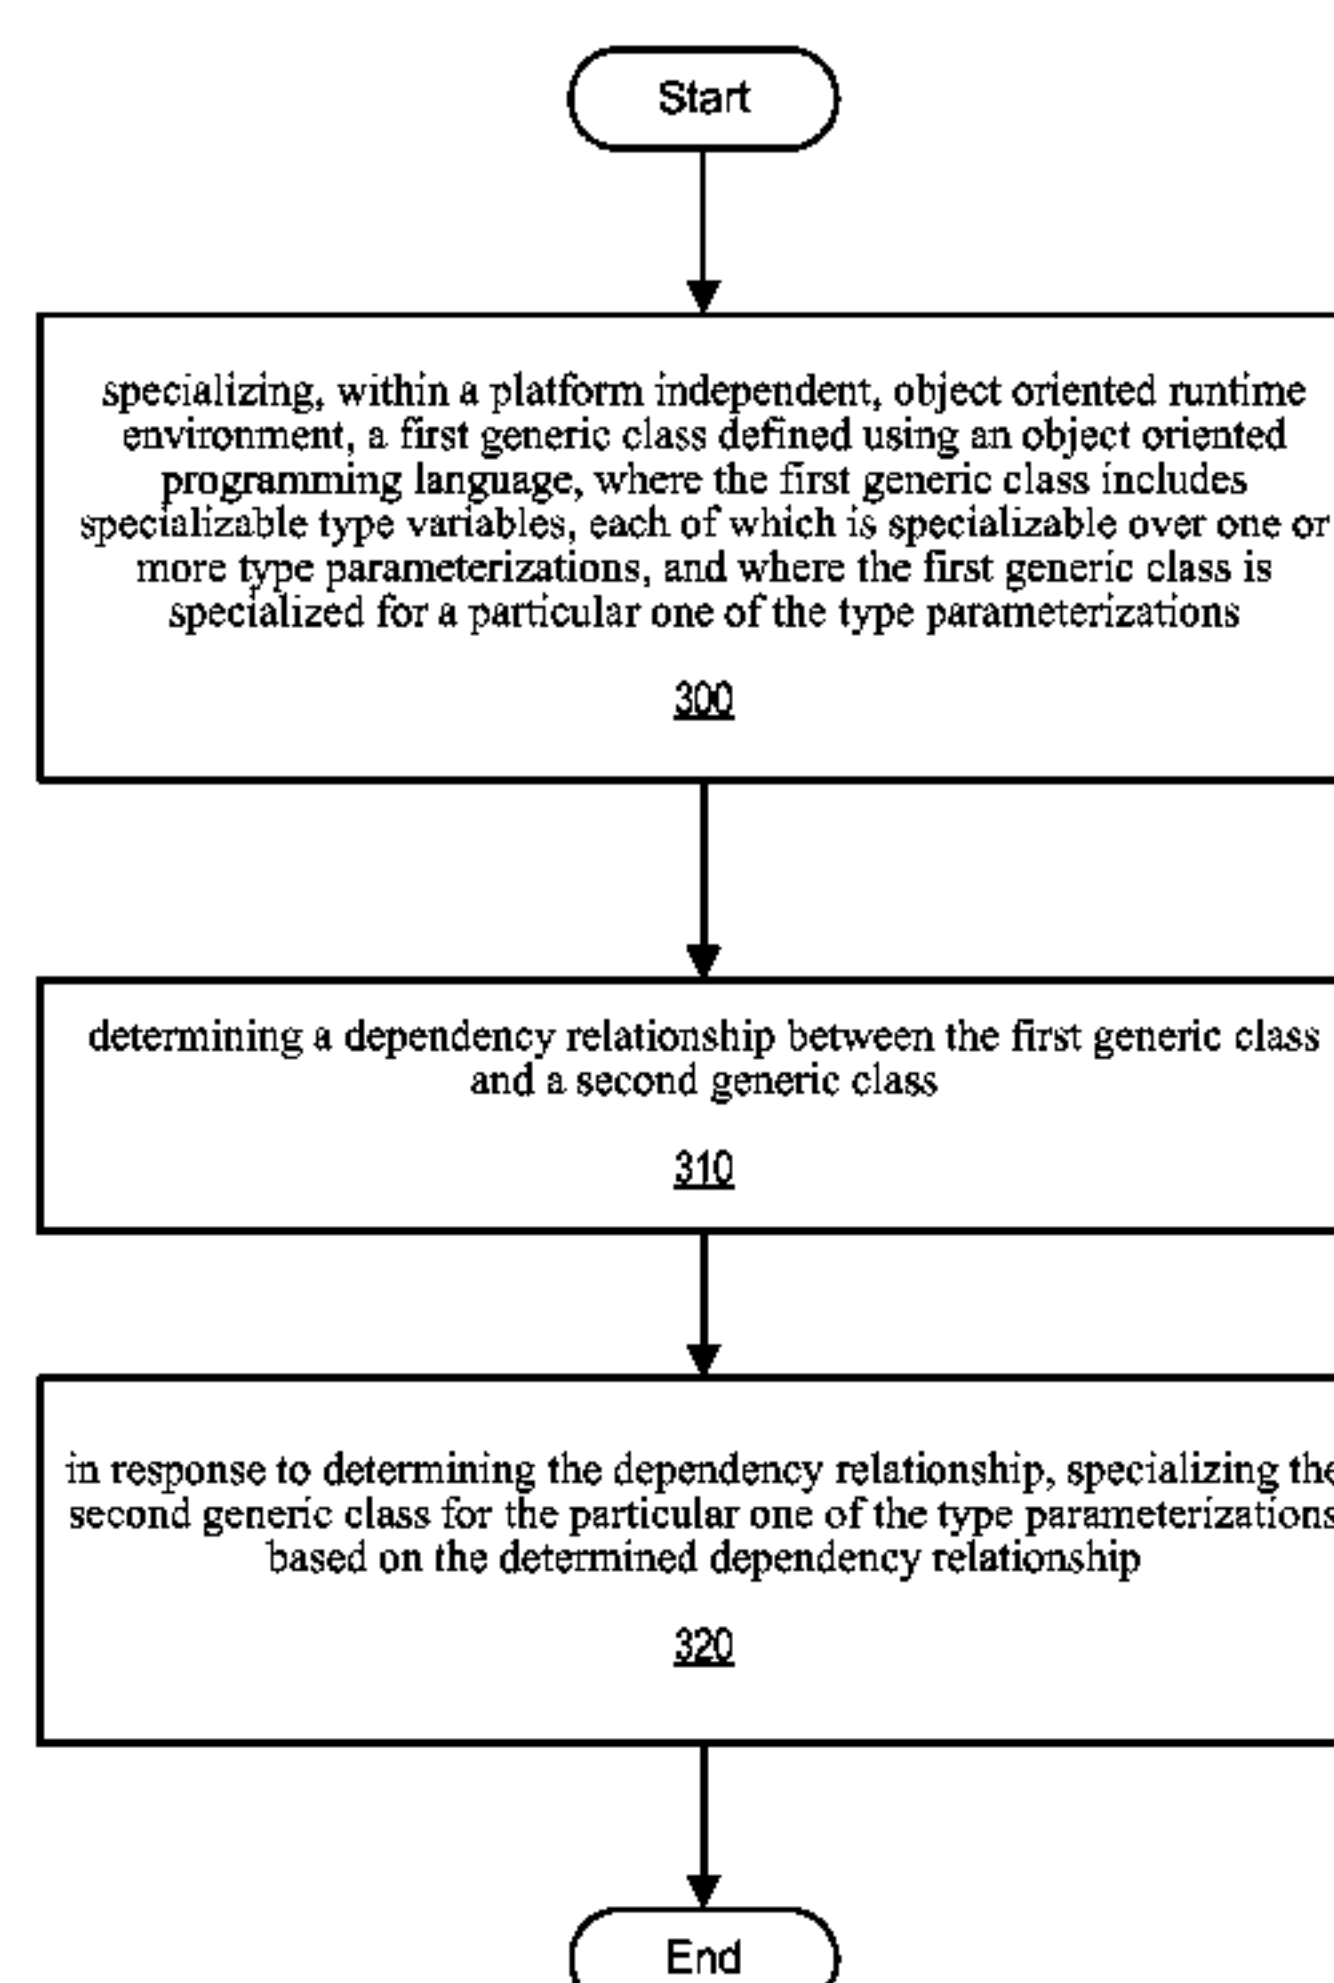 Start
specializing, within a platform independent, object oriented runtime
environment, a first generic class defined using an object oriented
programming language, where the first generic class includes
specializable type variables, each of which is specializable over one or
more type parameterizations, and where the first generic class is
specialized for a particular one of the type parameterizations
300
determining a dependency relationship between the first generic class
and a second generic class
310
in response to determining the dependency relationship, specializing the
second generic class for the particular one of the type parameterizations
based on the determined dependency relationship
320
End